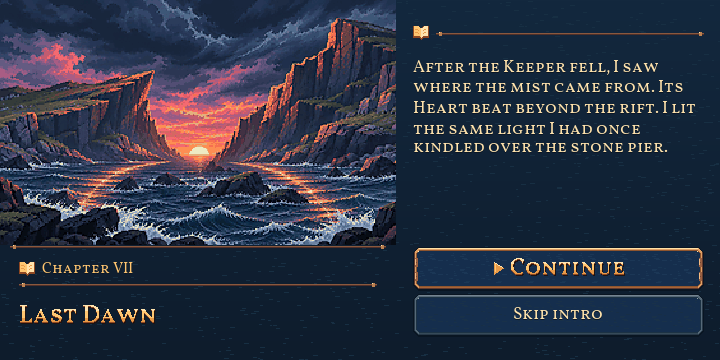 Chapter VII
Last Dawn
After the Keeper fell, I saw
where the mist came from. Its
Heart beat beyond the rift. I lit
the same light I had once
kindled over the stone pier.
Continue
Skip intro